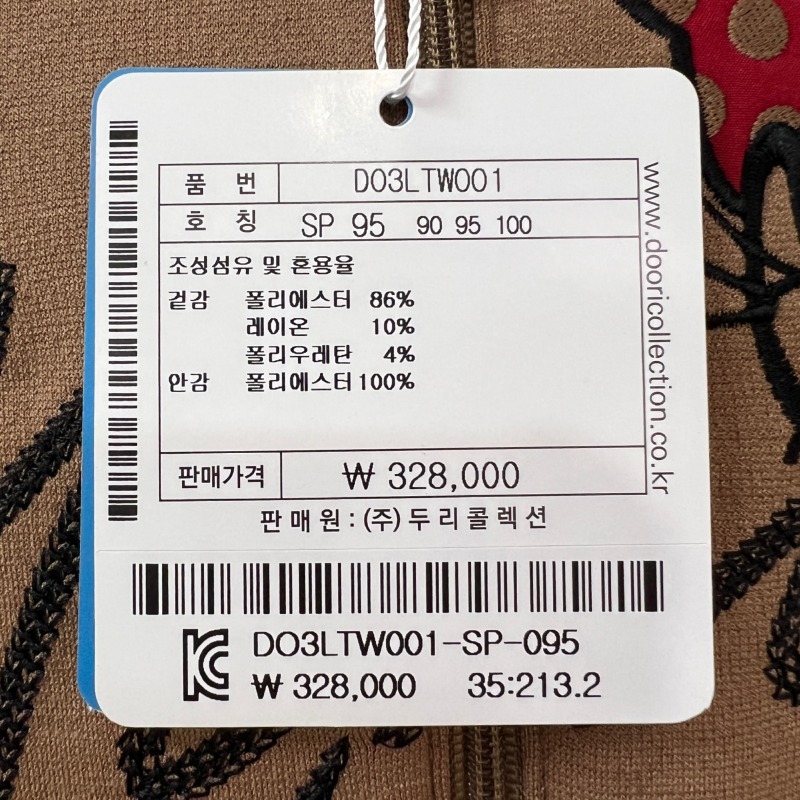 품 번 DO3LTW001
호 칭 SP 95 90 95 100
조성섬유 및 혼용율
겉감 폴리에스터 86%
레이온 10%
폴리우레탄 4%
안감 폴리에스터 100%
판매가격 ₩ 328,000
판매원 : (주)두리콜렉션
www.dooricollection.co.kr
KC DO3LTW001-SP-095
₩ 328,000 35:213.2